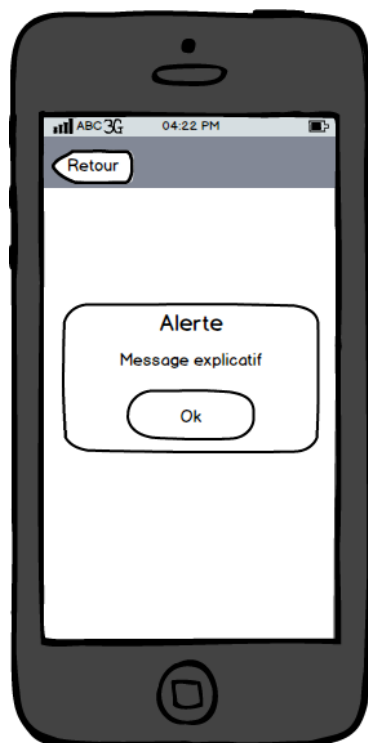 ABC 3G 04:22 PM
Retour
Alerte
Message explicatif
Ok